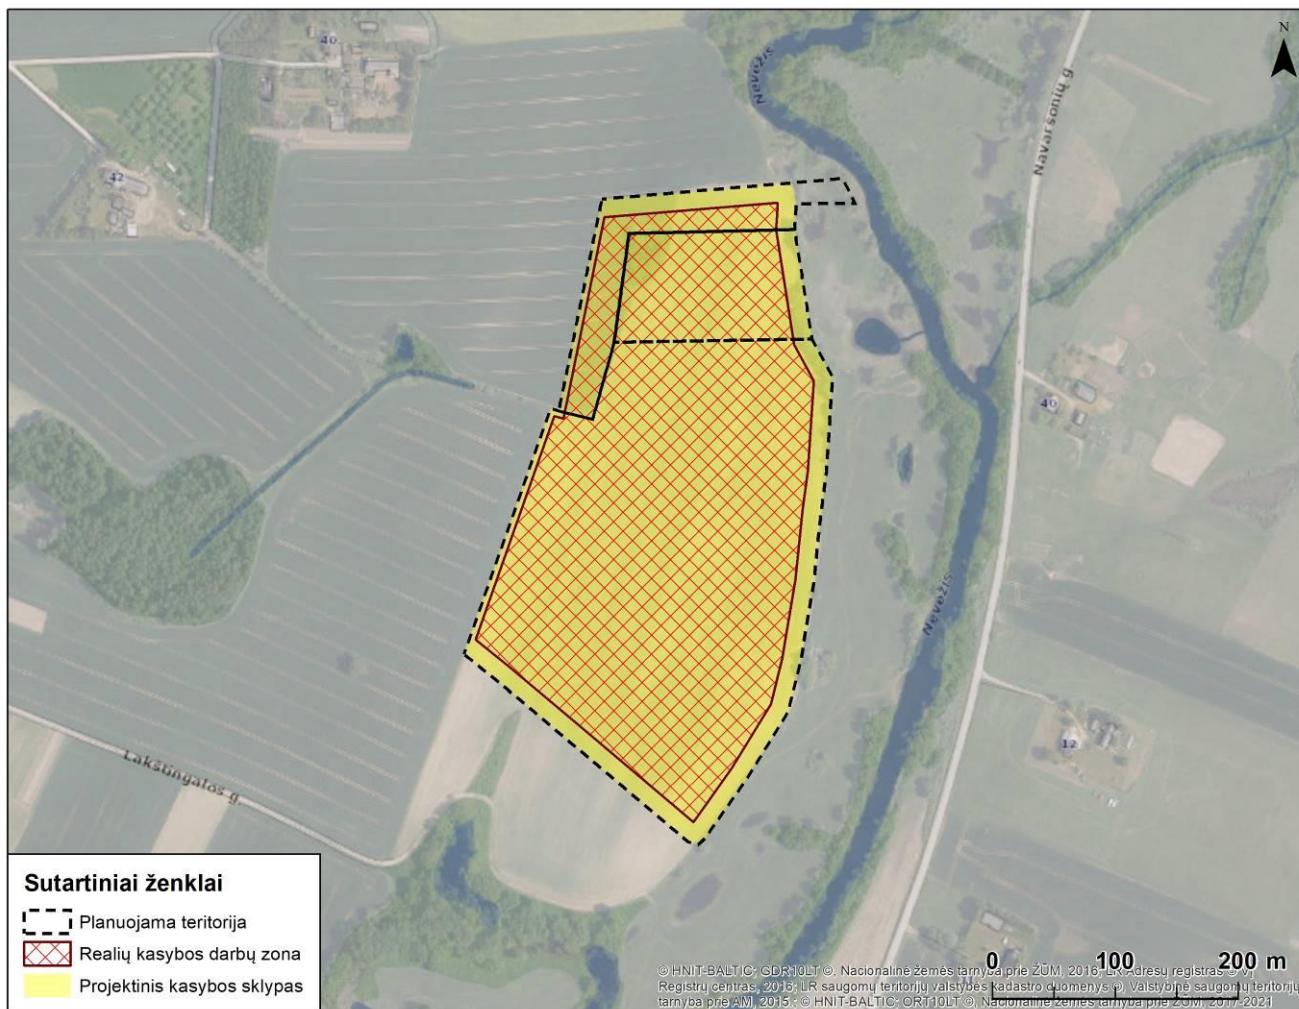 N
40
Nevėžis
Navaršonių g.
42
40
Nevėžis
12
Lakštingalos g.
Sutartiniai ženklai
Planuojama teritorija
Realių kasybos darbų zona
Projektinis kasybos sklypas
0 100 200 m
© HNIT-BALTIC; GDR10LT ©. Nacionalinė žemės tarnyba prie ŽŪM, 2016; LR Adresų registras © VĮ
Registrų centras, 2016; LR saugomų teritorijų valstybės kadastro duomenys ©, Valstybinė saugomų teritorijų
tarnyba prie AM, 2015.; © HNIT-BALTIC; ORT10LT ©, Nacionalinė žemės tarnyba prie ŽŪM, 2017-2021